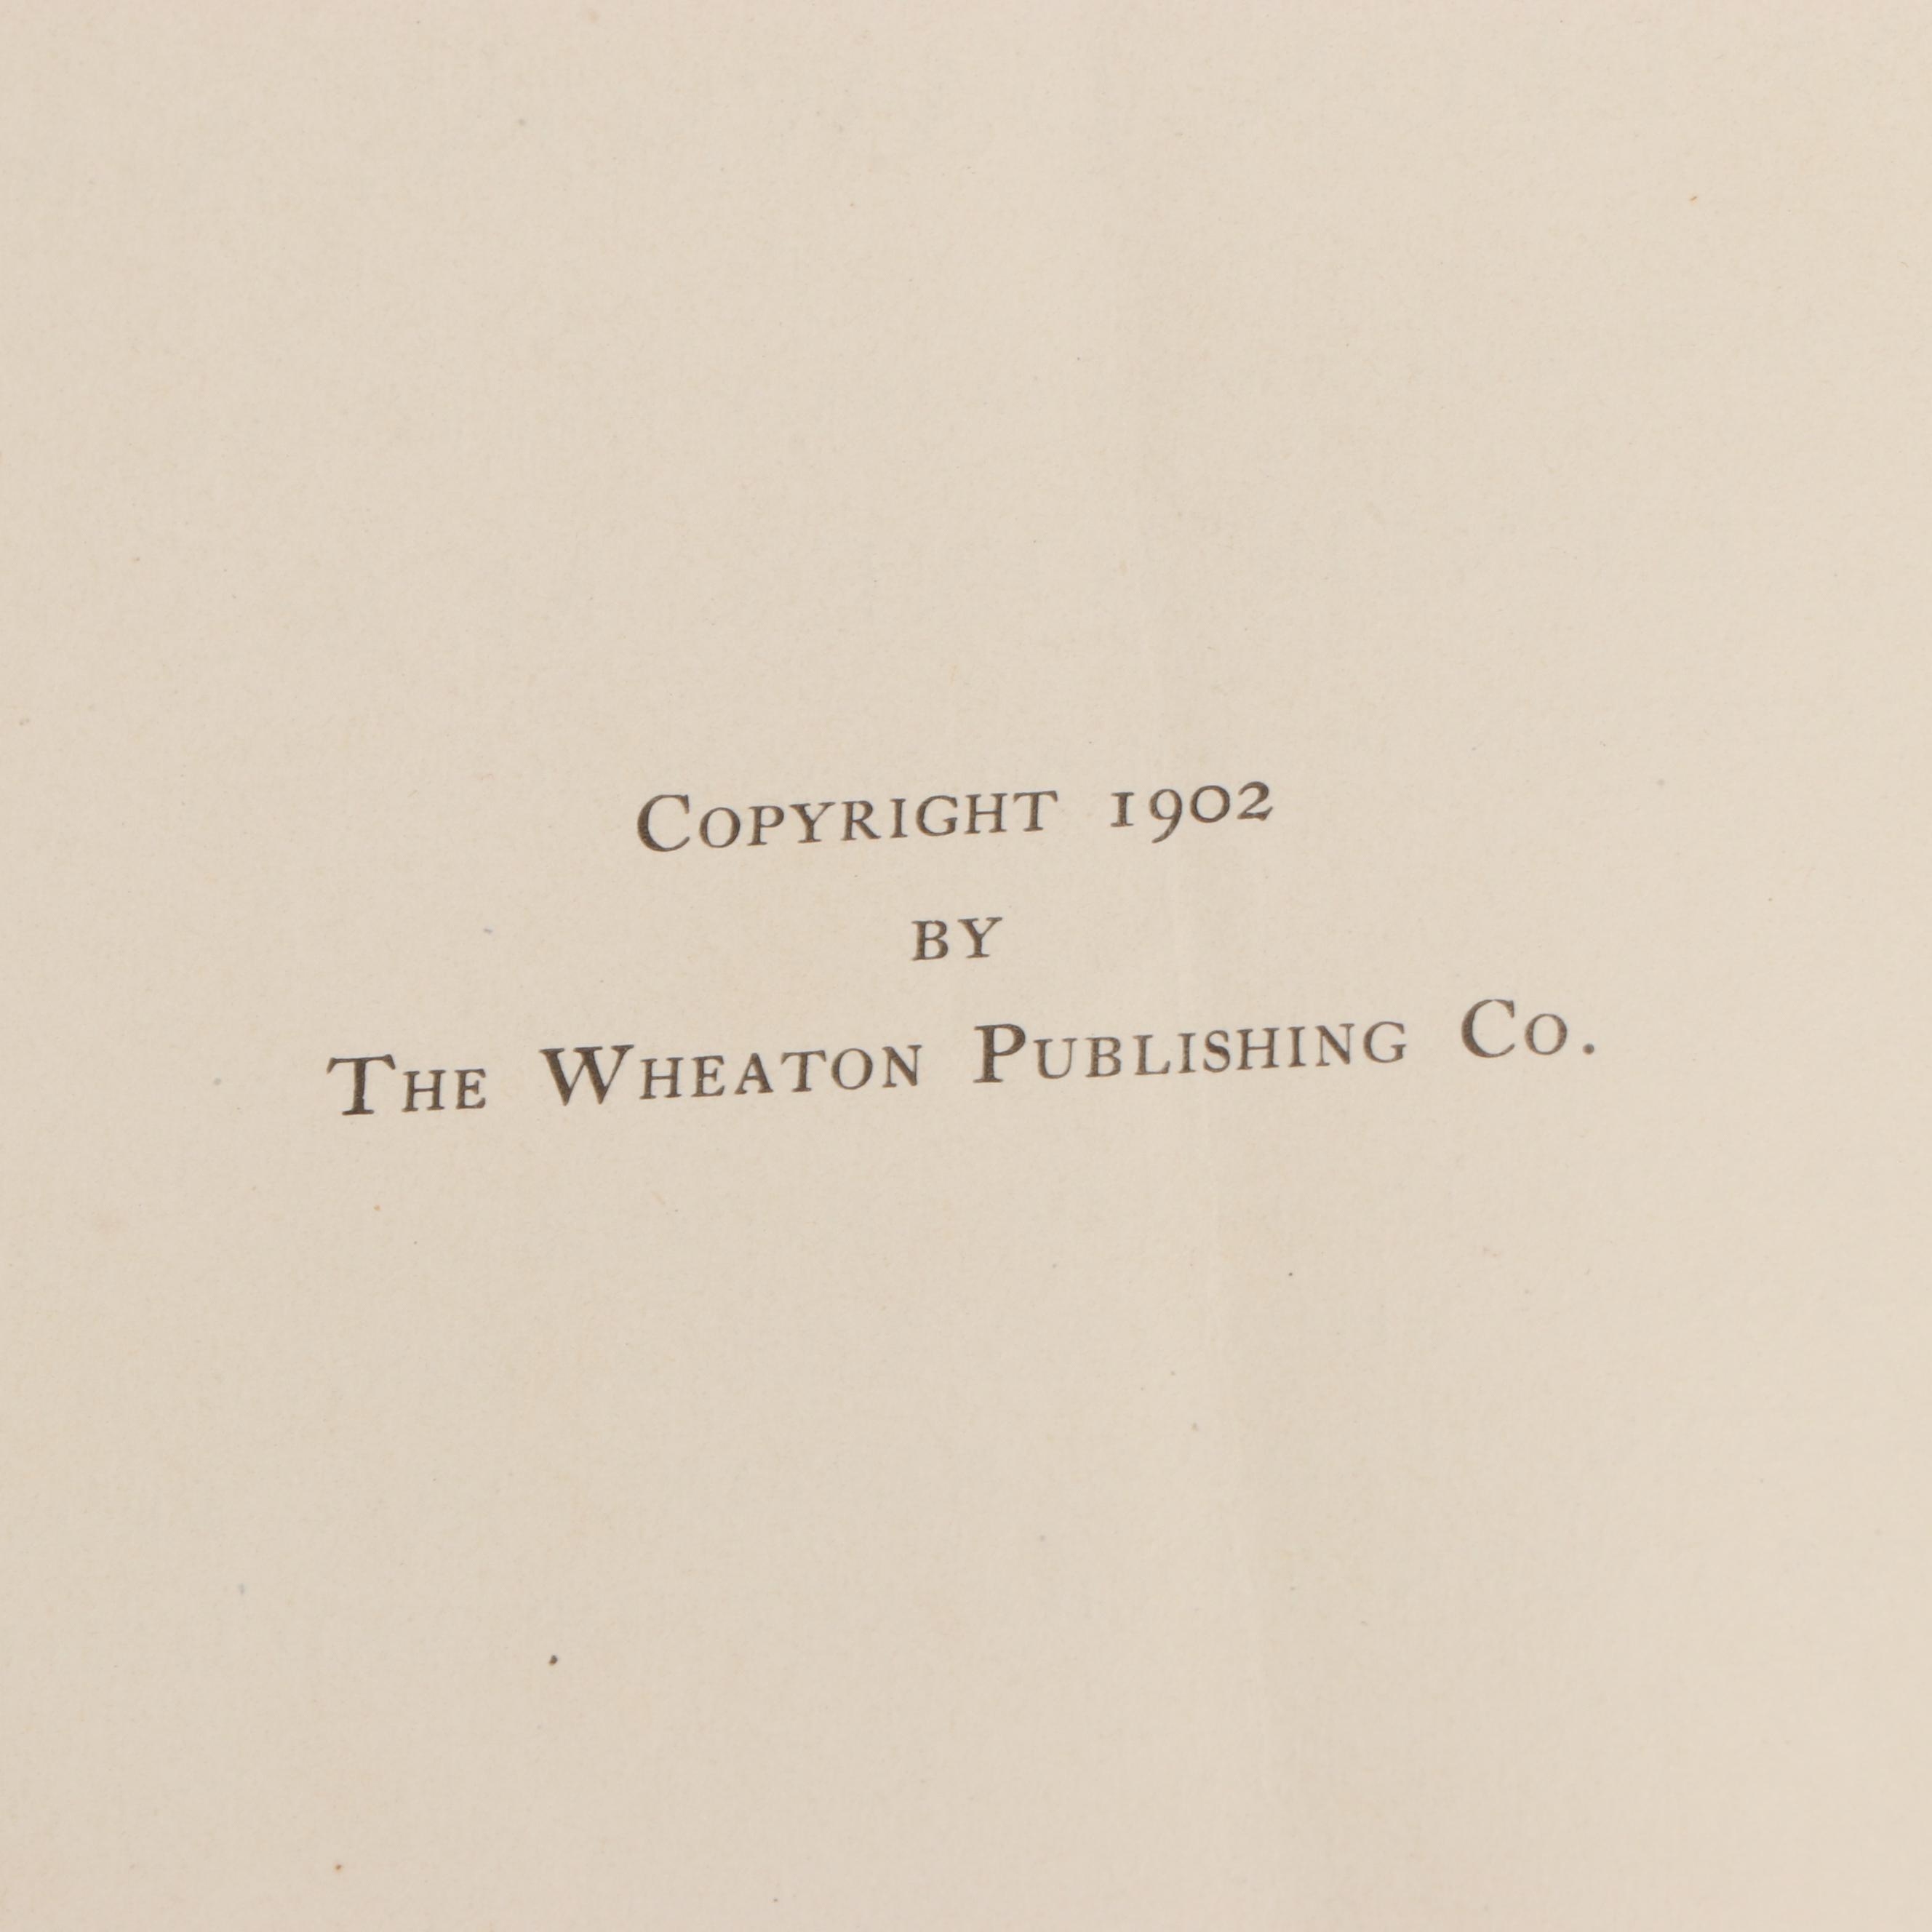 Copyright 1902
by
The Wheaton Publishing Co.